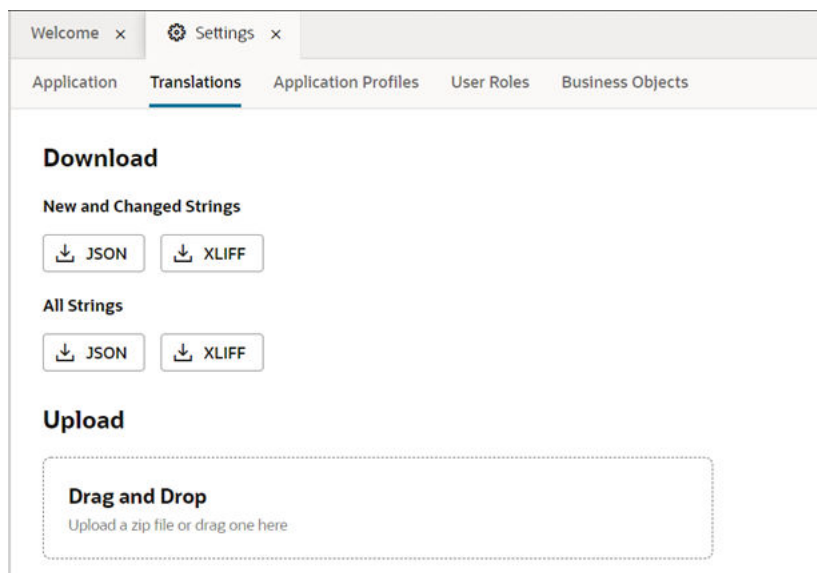 Welcome x Settings x
Application Translations Application Profiles User Roles Business Objects
Download
New and Changed Strings
JSON XLIFF
All Strings
JSON XLIFF
Upload
Drag and Drop
Upload a zip file or drag one here